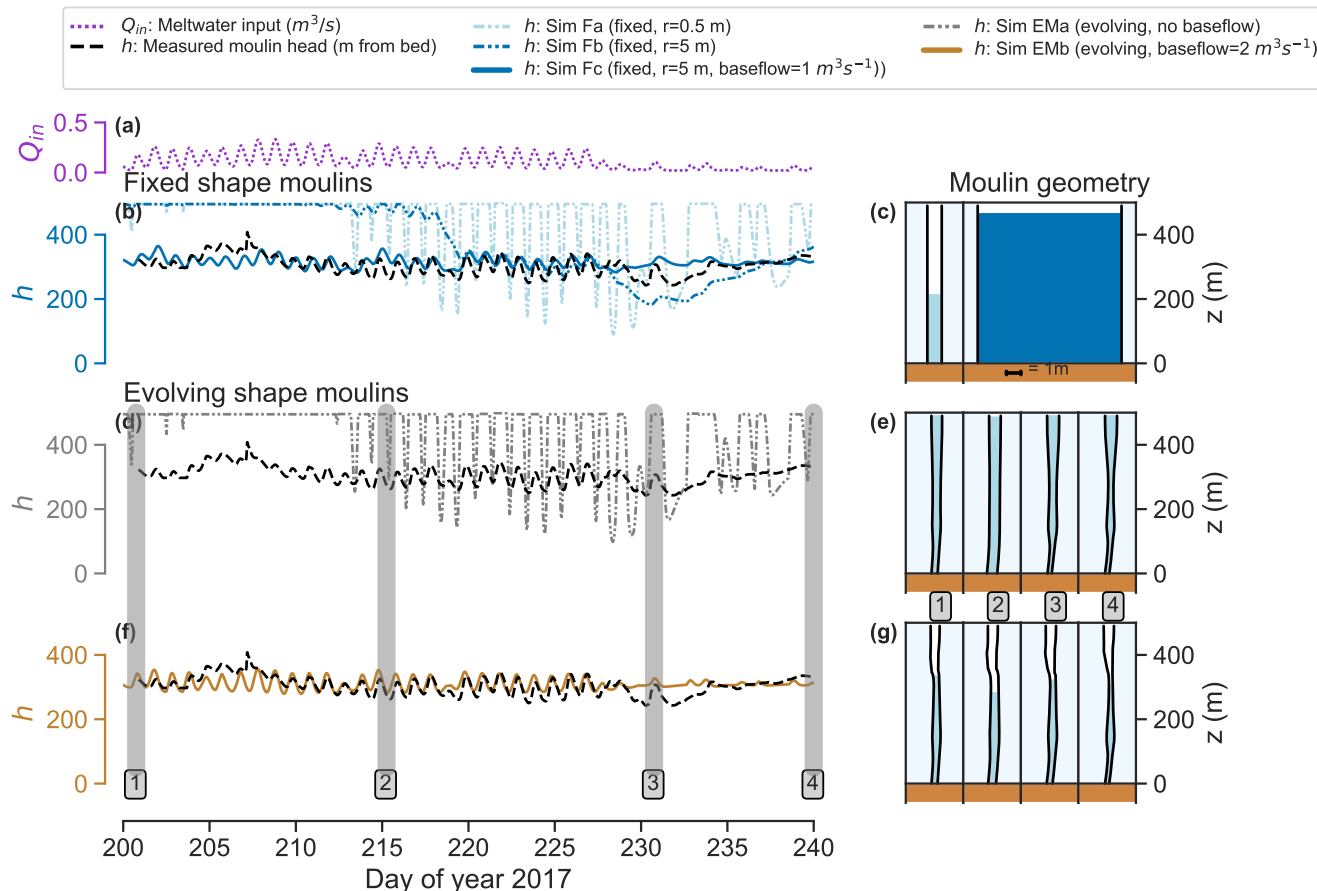 Q_in: Meltwater input (m³/s)
h: Measured moulin head (m from bed)
h: Sim Fa (fixed, r=0.5 m)
h: Sim Fb (fixed, r=5 m)
h: Sim Fc (fixed, r=5 m, baseflow=1 m³s⁻¹))
h: Sim EMa (evolving, no baseflow)
h: Sim EMb (evolving, baseflow=2 m³s⁻¹)
(a)
0.5
0.0
Q_in
Fixed shape moulins
Moulin geometry
(b)
400
200
0
h
(c)
400
200
0
z (m)
= 1m
Evolving shape moulins
(d)
400
200
0
h
(e)
400
200
0
z (m)
1
2
3
4
(f)
400
200
0
h
(g)
400
200
0
z (m)
1
2
3
4
200
205
210
215
220
225
230
235
240
Day of year 2017